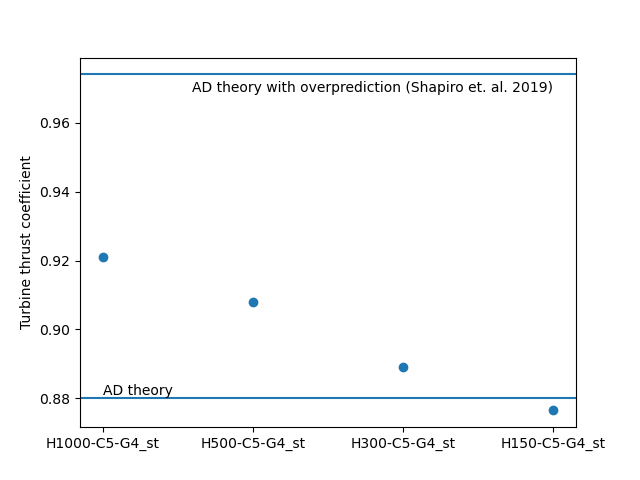 AD theory with overprediction (Shapiro et. al. 2019)
0.96
0.94
0.92
0.90
0.88
Turbine thrust coefficient
AD theory
H1000-C5-G4_st
H500-C5-G4_st
H300-C5-G4_st
H150-C5-G4_st